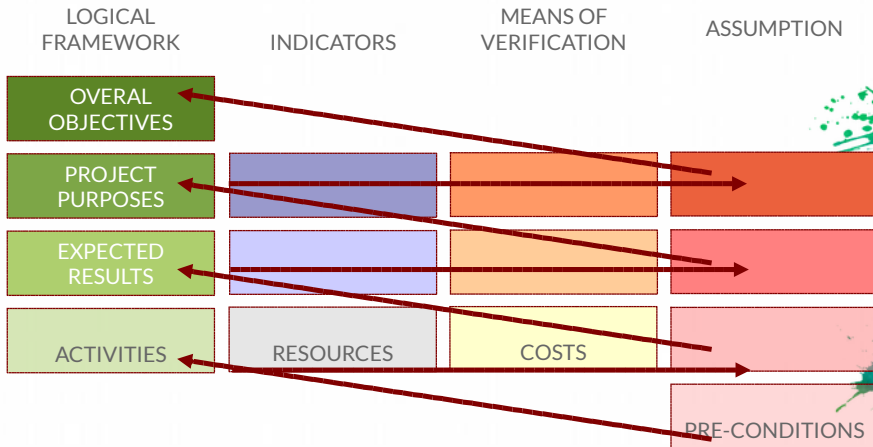 LOGICAL
FRAMEWORK
INDICATORS
MEANS OF
VERIFICATION
ASSUMPTION
OVERAL
OBJECTIVES
PROJECT
PURPOSES
EXPECTED
RESULTS
ACTIVITIES
RESOURCES
COSTS
PRE-CONDITIONS